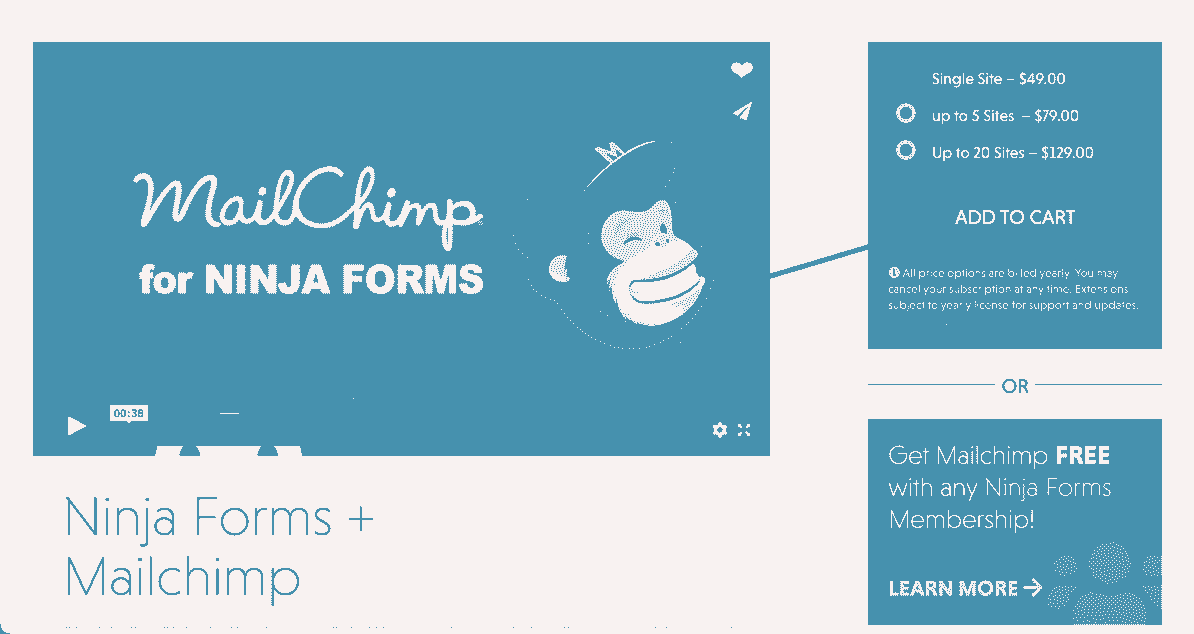 MailChimp
for NINJA FORMS
00:38
Single Site – $49.00
up to 5 Sites – $79.00
Up to 20 Sites – $129.00
ADD TO CART
All price options are billed yearly. You may
cancel your subscription at any time. Extensions
subject to yearly license for support and updates.
OR
Get Mailchimp FREE
with any Ninja Forms
Membership!
LEARN MORE →
Ninja Forms +
Mailchimp